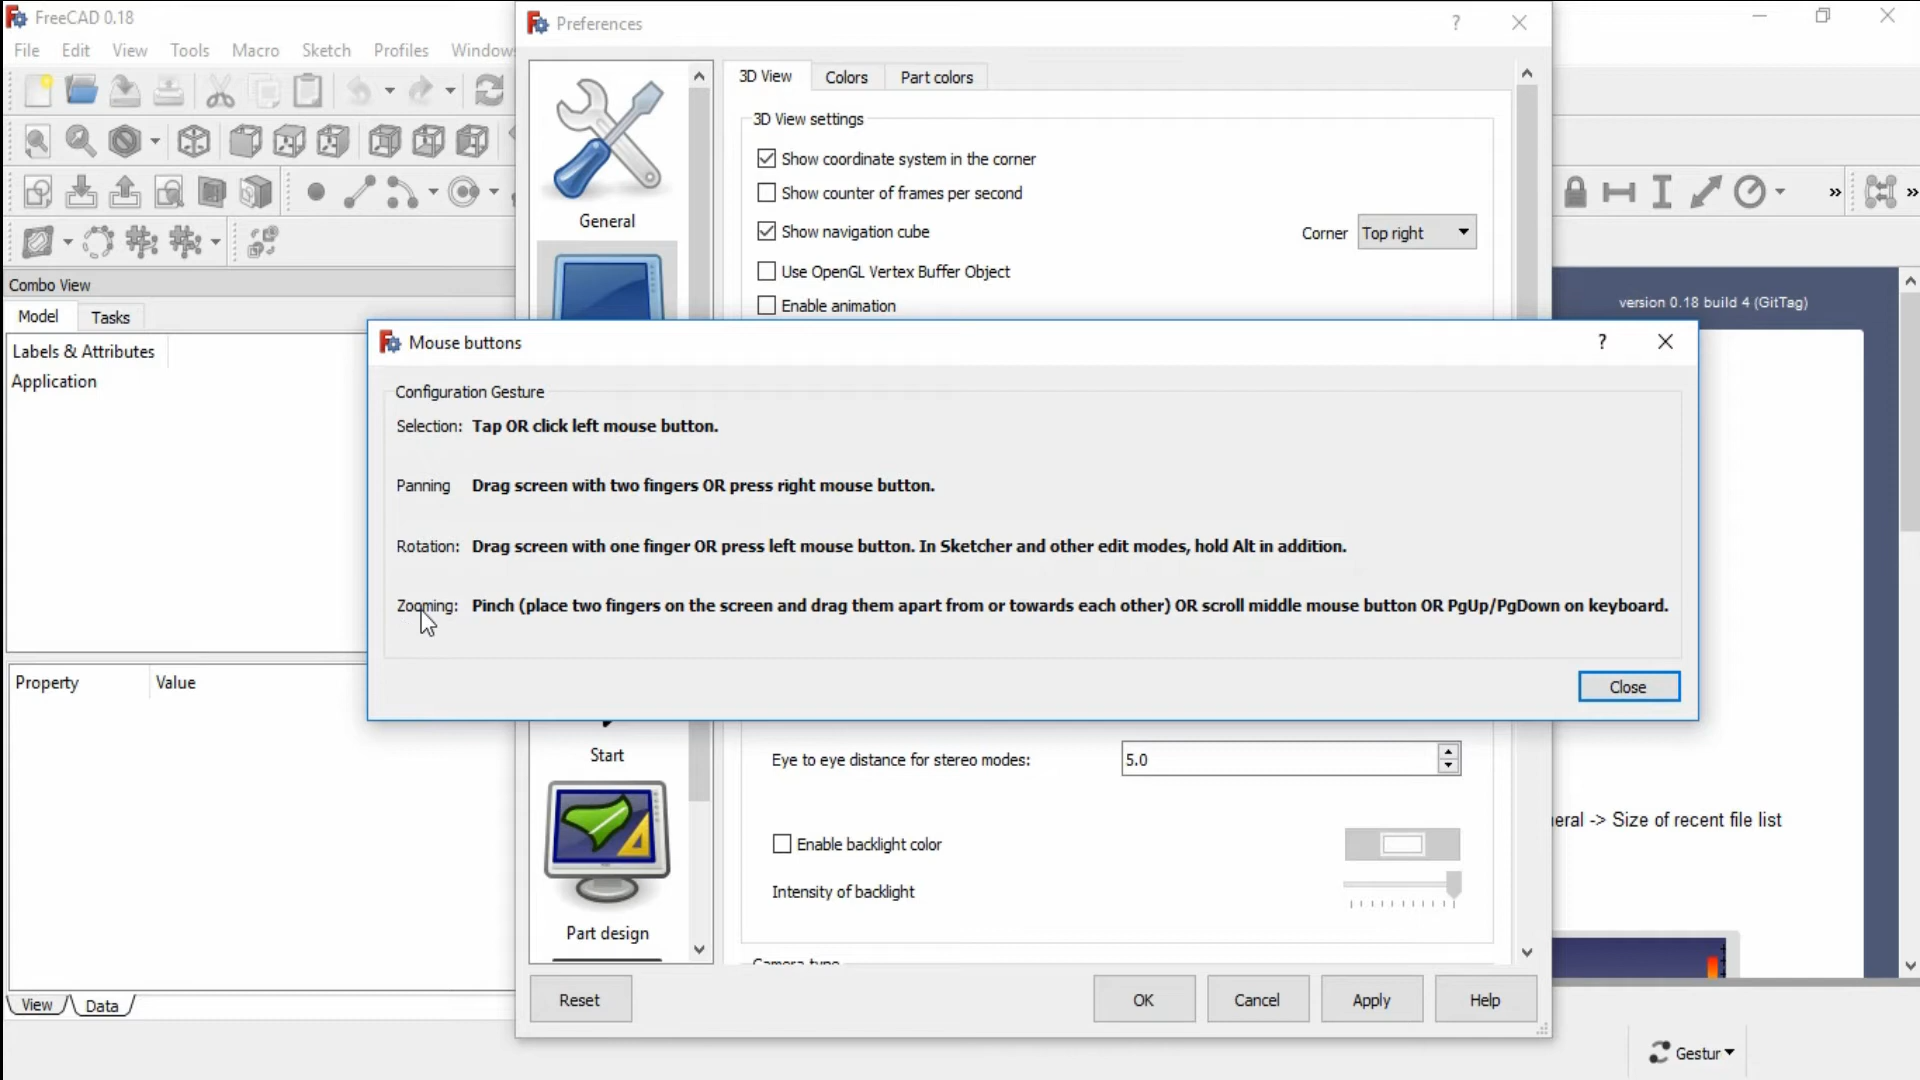 FreeCAD 0.18
Preferences
?
File Edit View Tools Macro Sketch Profiles Window
3D View Colors Part colors
3D View settings
Show coordinate system in the corner
Show counter of frames per second
General
Show navigation cube
Corner Top right
Use OpenGL Vertex Buffer Object
Enable animation
Combo View
Model Tasks
version 0.18 build 4 (GitTag)
Labels & Attributes
Application
Mouse buttons
?
Configuration Gesture
Selection: Tap OR click left mouse button.
Panning Drag screen with two fingers OR press right mouse button.
Rotation: Drag screen with one finger OR press left mouse button. In Sketcher and other edit modes, hold Alt in addition.
Zooming: Pinch (place two fingers on the screen and drag them apart from or towards each other) OR scroll middle mouse button OR PgUp/PgDown on keyboard.
Close
Property Value
Start
Eye to eye distance for stereo modes: 5.0
eral -> Size of recent file list
Enable backlight color
Intensity of backlight
Part design
Camera type
Reset OK Cancel Apply Help
View Data
Gestur